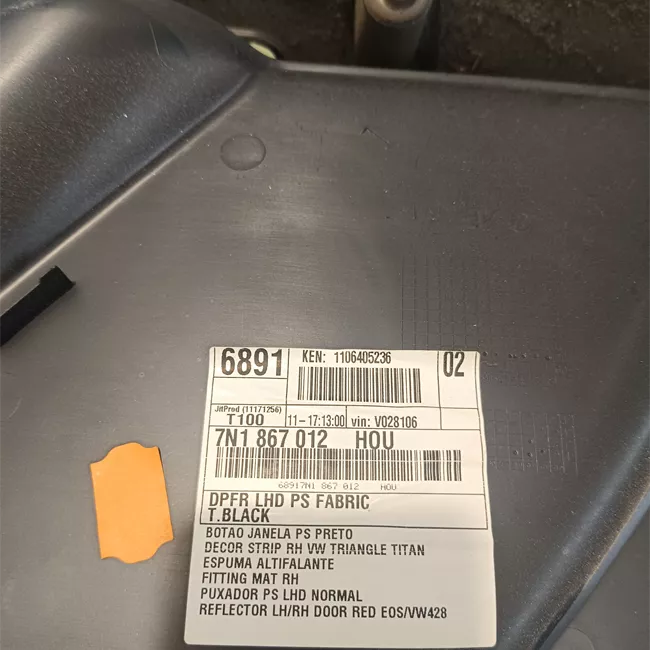 6891 KEN: 1106405236 02
JitProd (11171256)
T100 11-17:13:00 vin: V028106
7N1 867 012 HOU
68917N1 867 012 HOU
DPFR LHD PS FABRIC
T.BLACK
BOTAO JANELA PS PRETO
DECOR STRIP RH VW TRIANGLE TITAN
ESPUMA ALTIFALANTE
FITTING MAT RH
PUXADOR PS LHD NORMAL
REFLECTOR LH/RH DOOR RED EOS/VW428